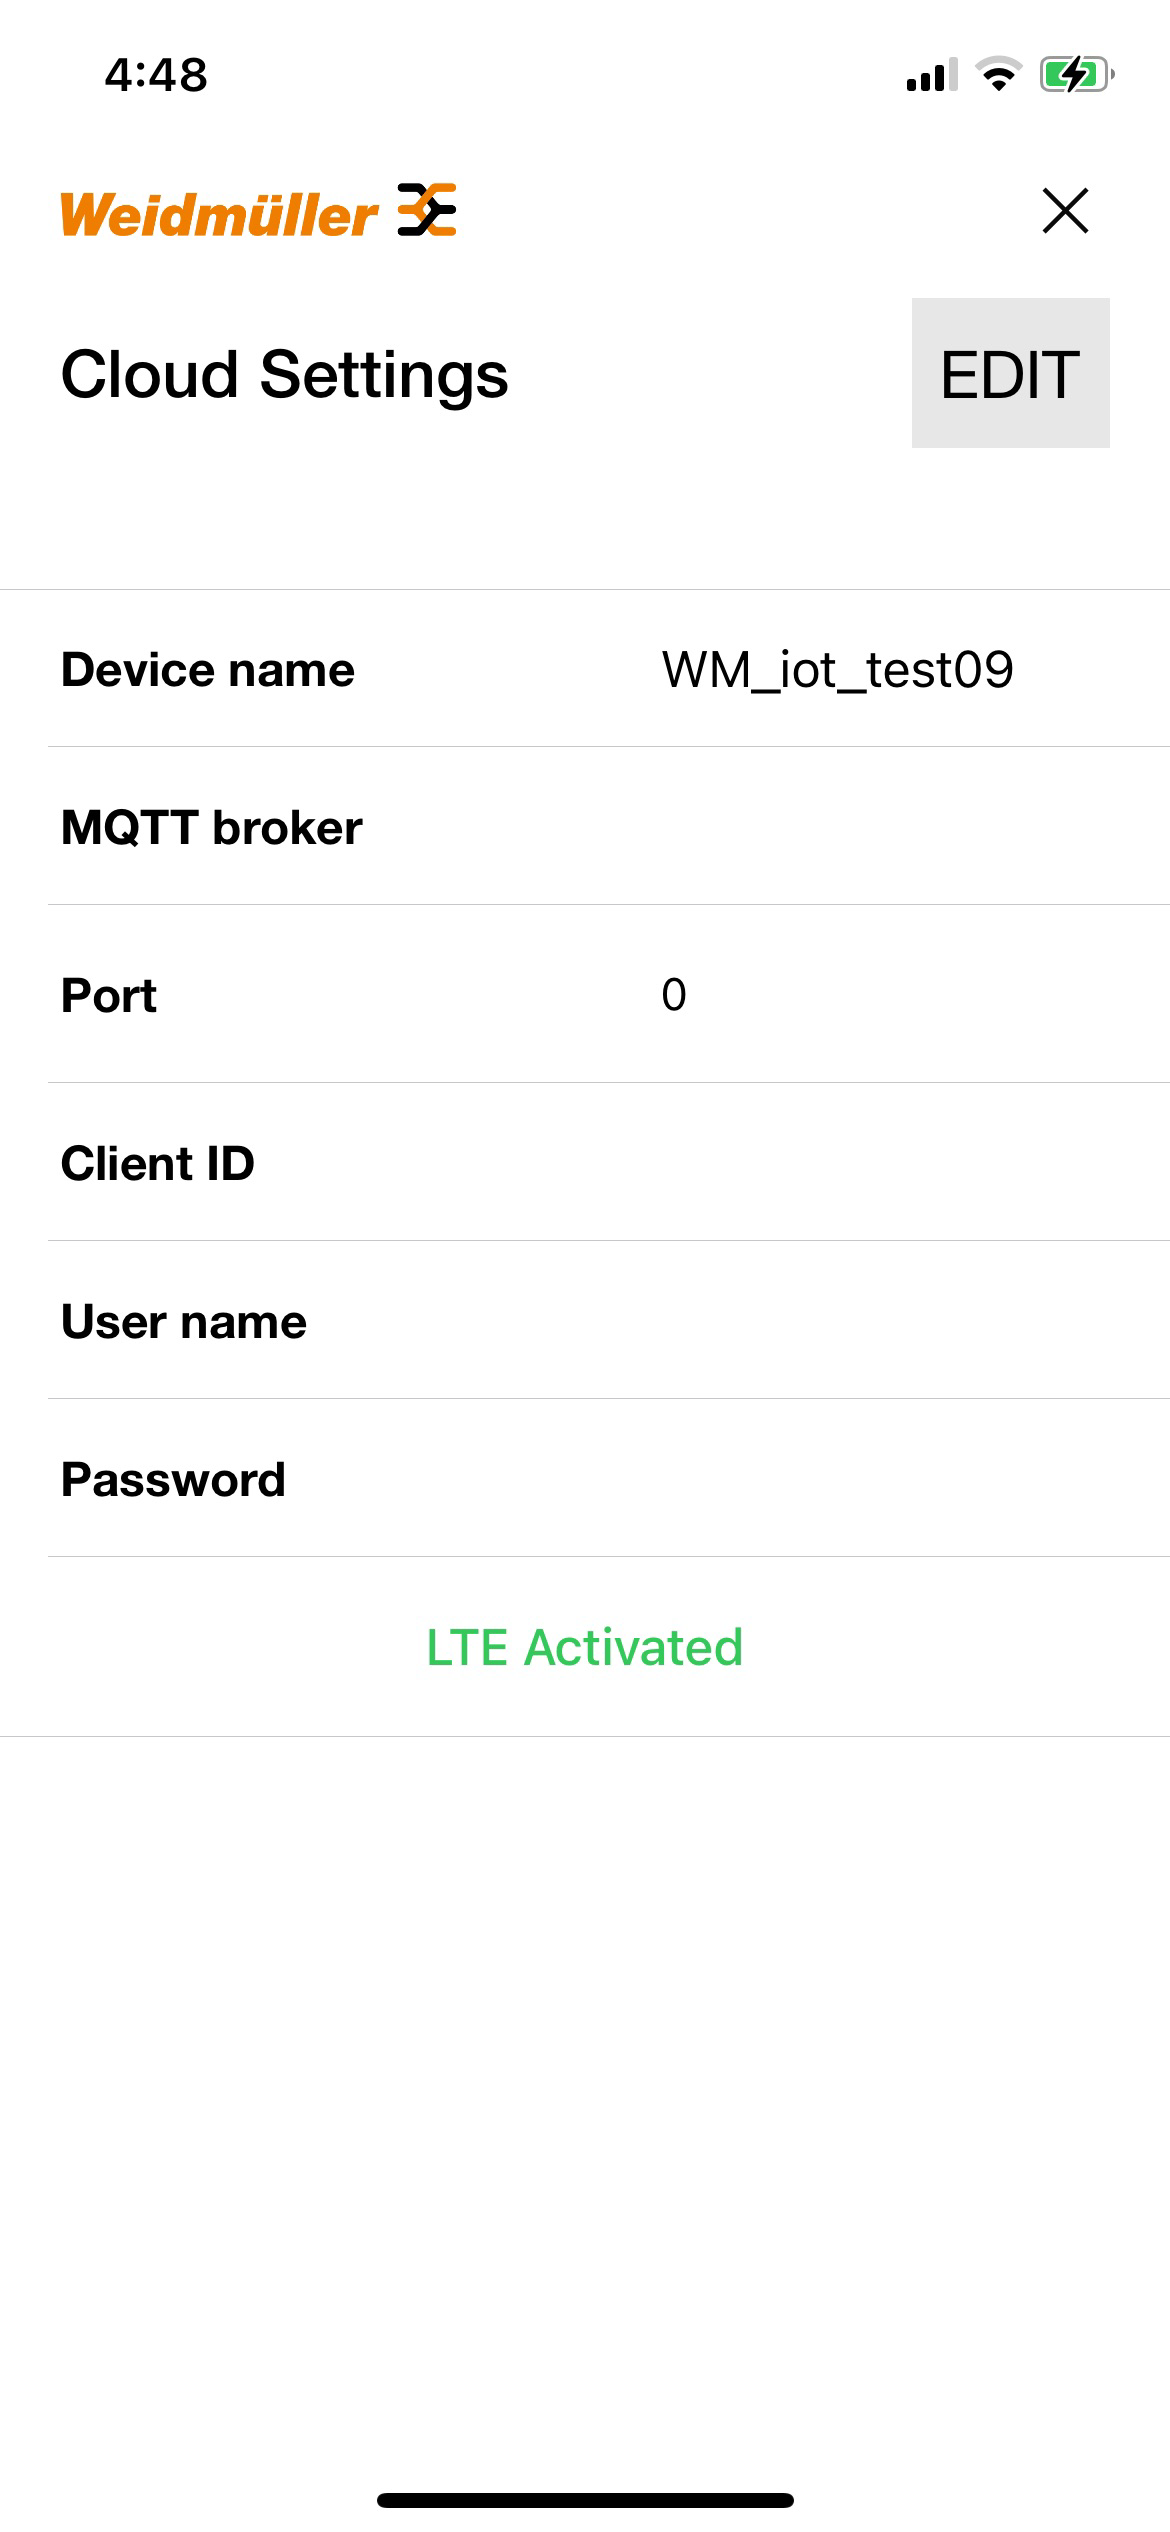 4:48
Weidmüller
Cloud Settings
EDIT
Device name WM_iot_test09
MQTT broker
Port 0
Client ID
User name
Password
LTE Activated